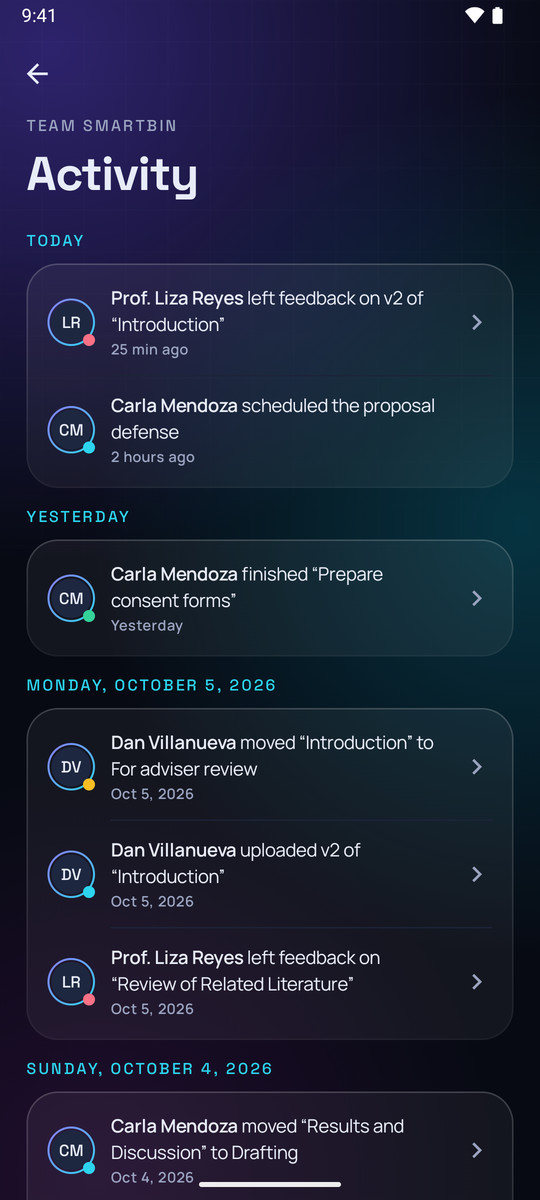 9:41
TEAM SMARTBIN
Activity
TODAY
LR
Prof. Liza Reyes left feedback on v2 of
“Introduction”
25 min ago
CM
Carla Mendoza scheduled the proposal
defense
2 hours ago
YESTERDAY
CM
Carla Mendoza finished “Prepare
consent forms”
Yesterday
MONDAY, OCTOBER 5, 2026
DV
Dan Villanueva moved “Introduction” to
For adviser review
Oct 5, 2026
DV
Dan Villanueva uploaded v2 of
“Introduction”
Oct 5, 2026
LR
Prof. Liza Reyes left feedback on
“Review of Related Literature”
Oct 5, 2026
SUNDAY, OCTOBER 4, 2026
CM
Carla Mendoza moved “Results and
Discussion” to Drafting
Oct 4, 2026